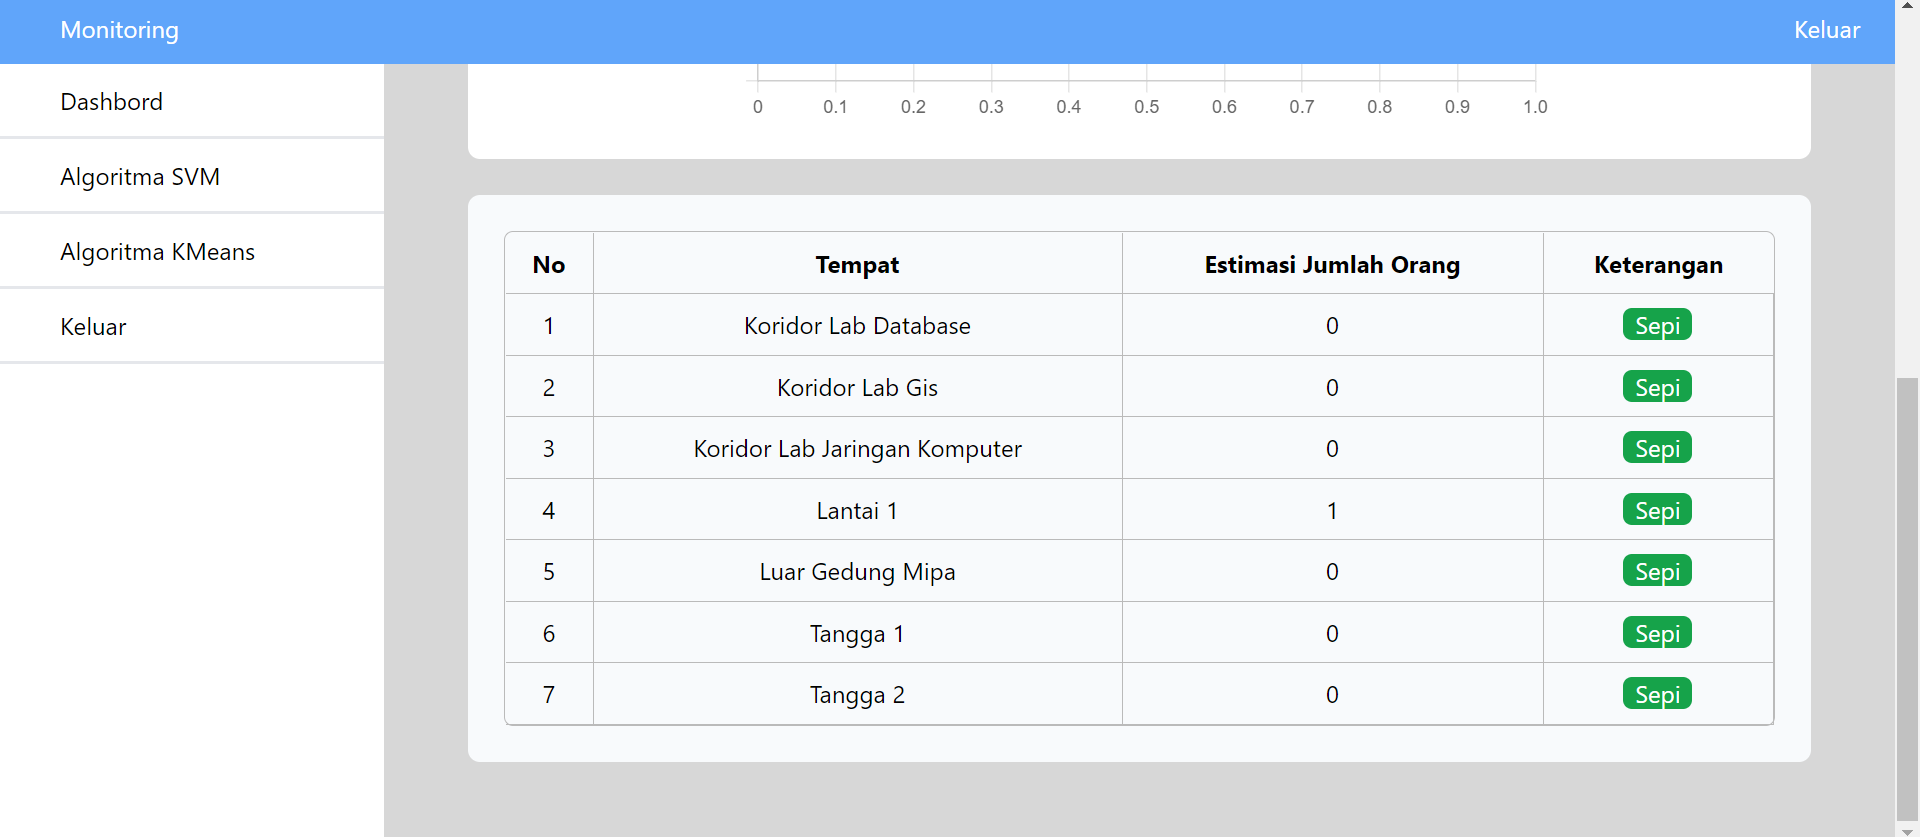 Monitoring Keluar
Dashbord
Algoritma SVM
Algoritma KMeans
Keluar
0 0.1 0.2 0.3 0.4 0.5 0.6 0.7 0.8 0.9 1.0
No Tempat Estimasi Jumlah Orang Keterangan
1 Koridor Lab Database 0 Sepi
2 Koridor Lab Gis 0 Sepi
3 Koridor Lab Jaringan Komputer 0 Sepi
4 Lantai 1 1 Sepi
5 Luar Gedung Mipa 0 Sepi
6 Tangga 1 0 Sepi
7 Tangga 2 0 Sepi